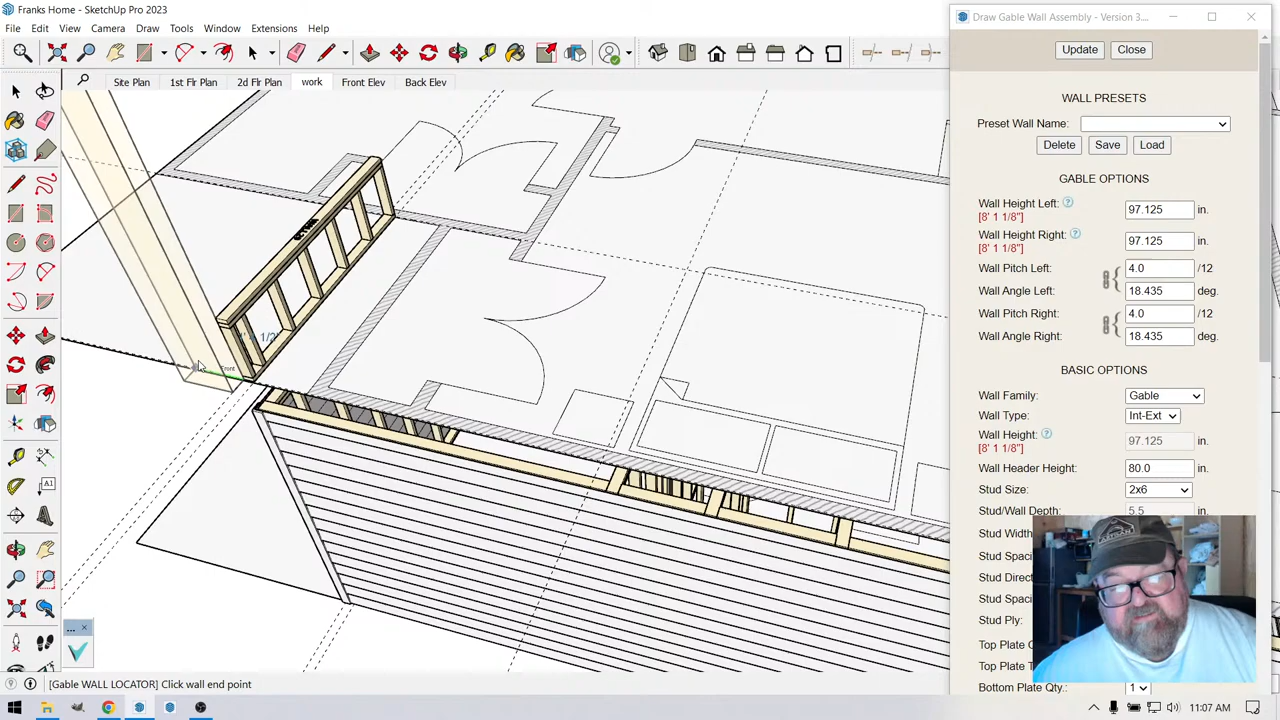 Franks Home - SketchUp Pro 2023
File Edit View Camera Draw Tools Window Extensions Help
Site Plan 1st Flr Plan 2d Flr Plan work Front Elev Back Elev
Front
A1
[Gable WALL LOCATOR] Click wall end point
11:07 AM
Draw Gable Wall Assembly - Version 3....
Update Close
WALL PRESETS
Preset Wall Name:
Delete Save Load
GABLE OPTIONS
Wall Height Left: 97.125 in.
[8' 1 1/8"]
Wall Height Right: 97.125 in.
[8' 1 1/8"]
Wall Pitch Left: 4.0 /12
Wall Angle Left: 18.435 deg.
Wall Pitch Right: 4.0 /12
Wall Angle Right: 18.435 deg.
BASIC OPTIONS
Wall Family: Gable
Wall Type: Int-Ext
Wall Height: 97.125 in.
[8' 1 1/8"]
Wall Header Height: 80.0 in.
Stud Size: 2x6
Stud/Wall Depth: 5.5 in.
Stud Width
Stud Spaci
Stud Direct
Stud Spaci
Stud Ply:
Top Plate Q
Top Plate T
Bottom Plate Qty.: 1